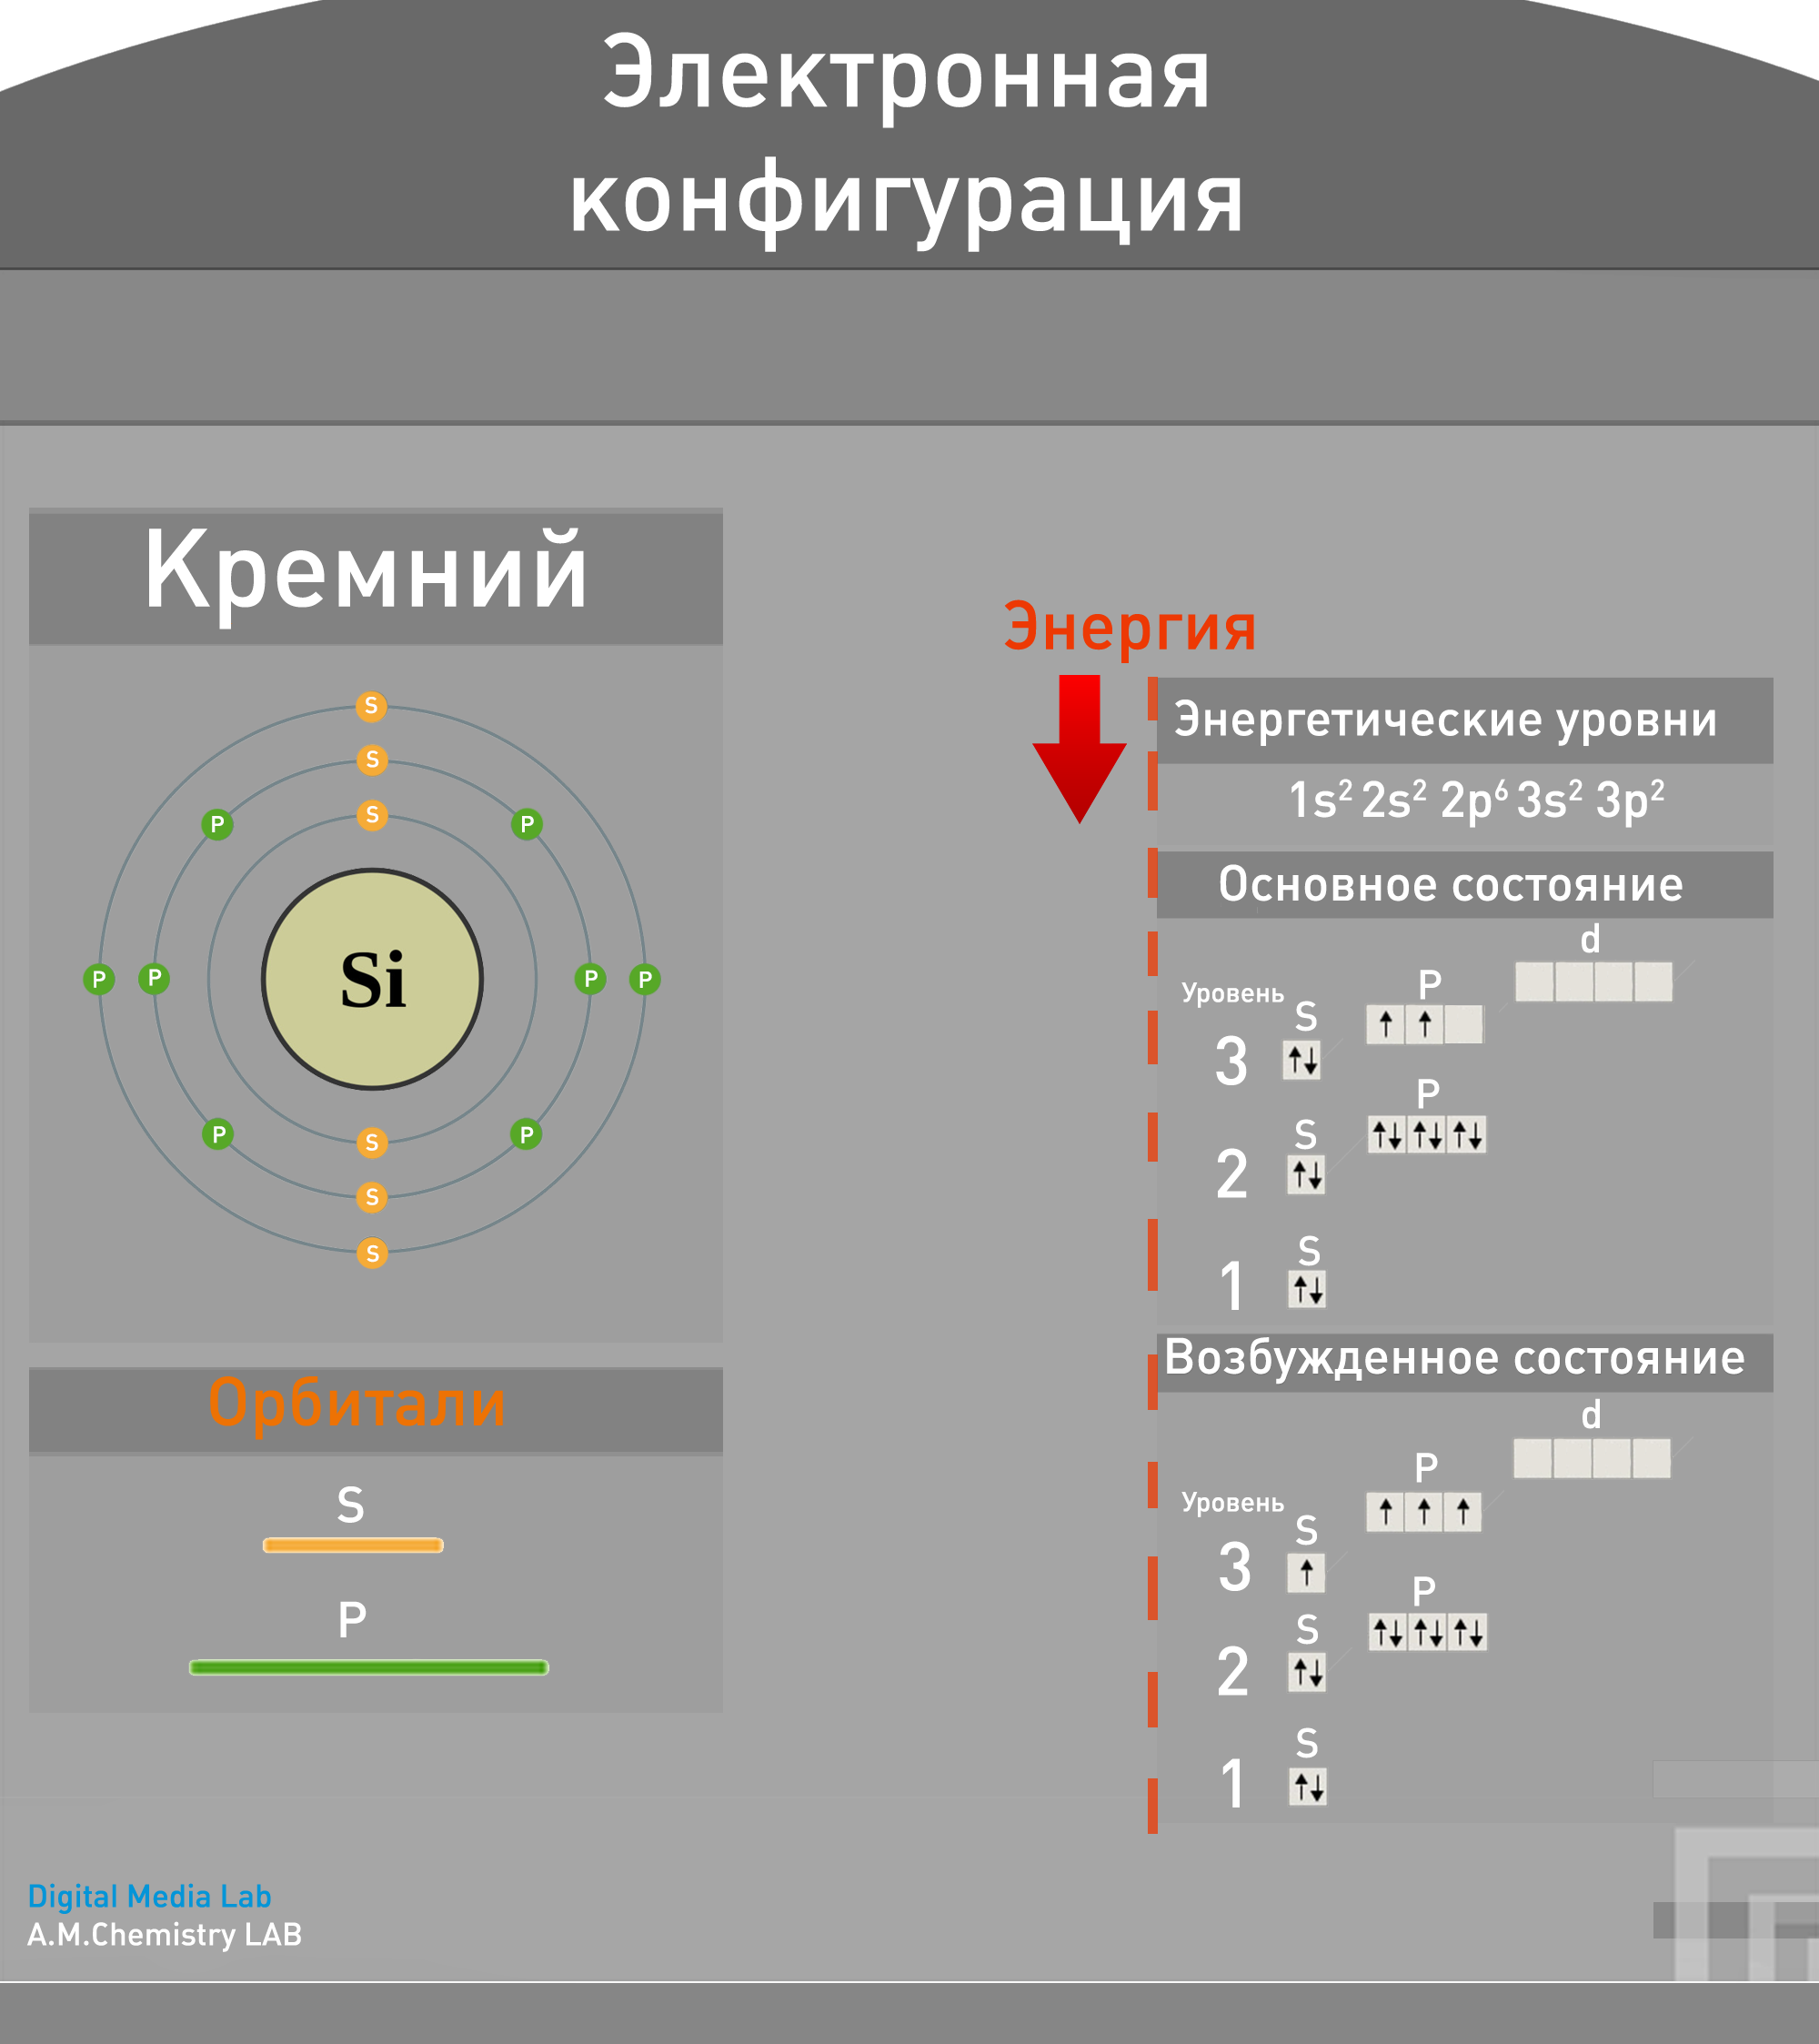 Электронная
конфигурация
Кремний
S
S
S
P
P
P
P
Si
P
P
P
P
S
S
S
Орбитали
S
P
Энергия
Энергетические уровни
1s² 2s² 2p⁶ 3s² 3p²
Основное состояние
d
P
Уровень
S
3
P
S
2
S
1
Возбужденное состояние
d
P
Уровень
S
3
P
S
2
S
1
Digital Media Lab
A.M.Chemistry LAB